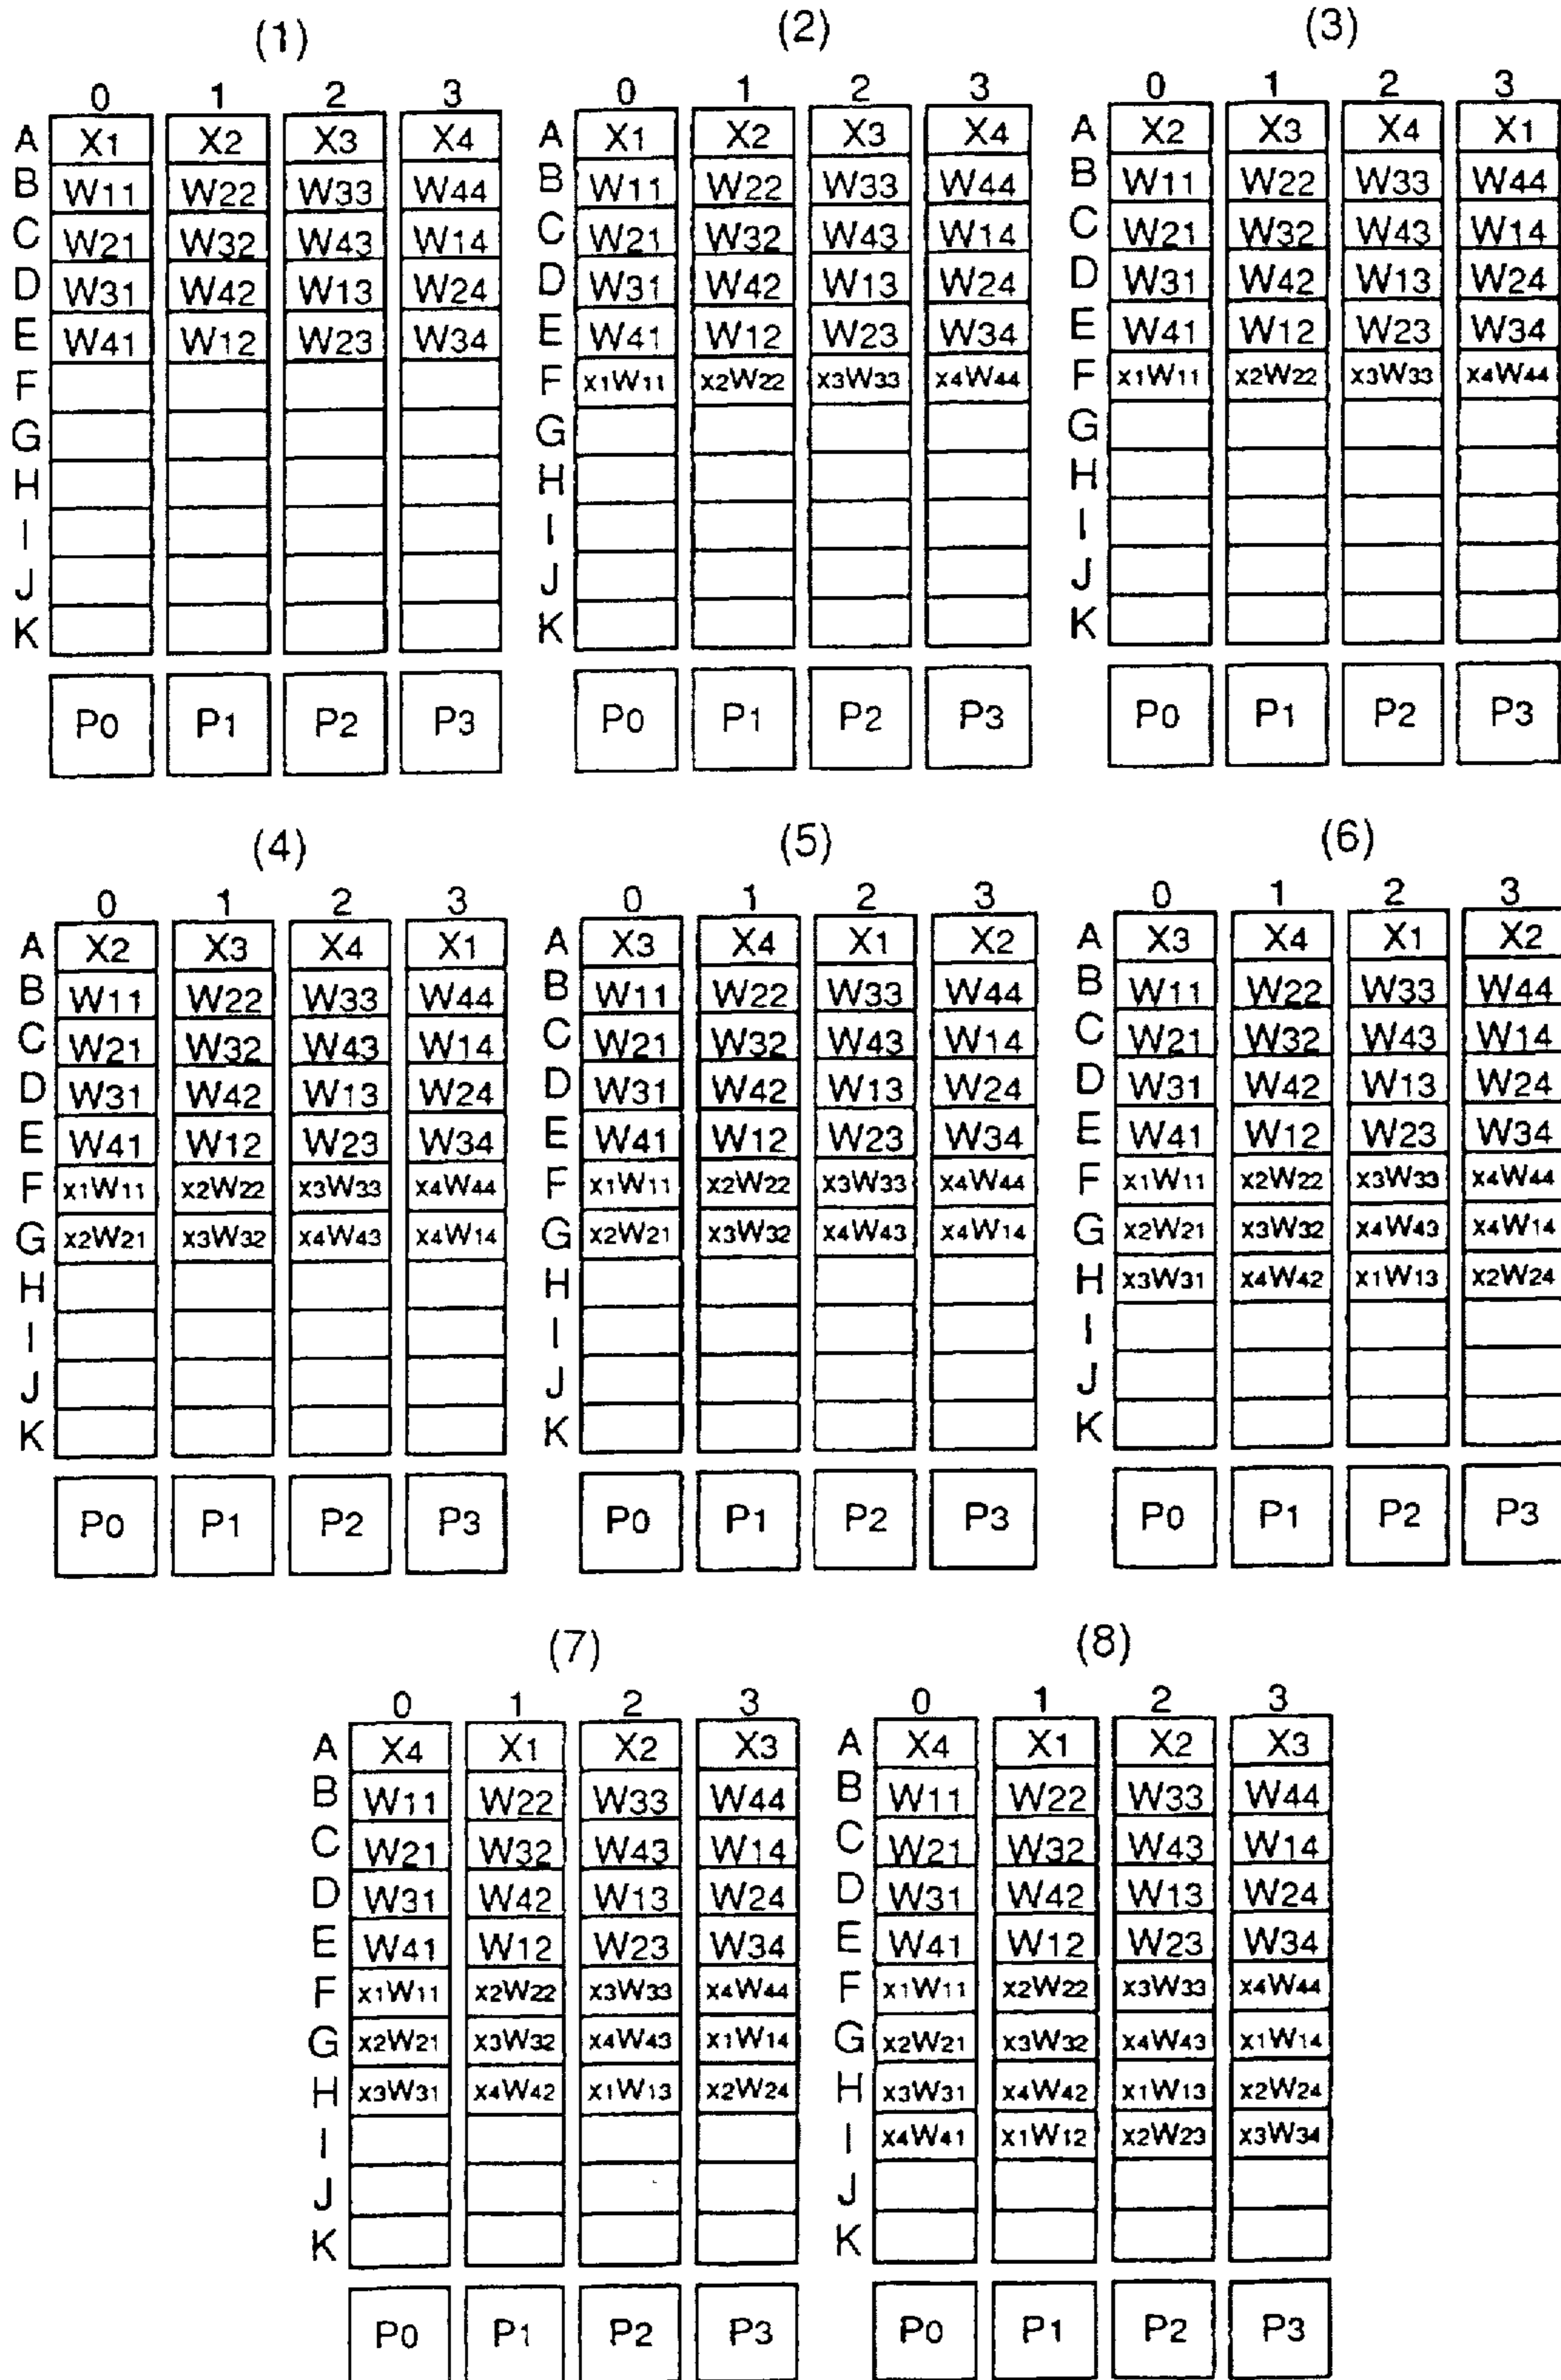 (1)
0 1 2 3
A X1 X2 X3 X4
B W11 W22 W33 W44
C W21 W32 W43 W14
D W31 W42 W13 W24
E W41 W12 W23 W34
F
G
H
I
J
K
P0 P1 P2 P3
(2)
0 1 2 3
A X1 X2 X3 X4
B W11 W22 W33 W44
C W21 W32 W43 W14
D W31 W42 W13 W24
E W41 W12 W23 W34
F x1W11 x2W22 x3W33 x4W44
G
H
I
J
K
P0 P1 P2 P3
(3)
0 1 2 3
A X2 X3 X4 X1
B W11 W22 W33 W44
C W21 W32 W43 W14
D W31 W42 W13 W24
E W41 W12 W23 W34
F x1W11 x2W22 x3W33 x4W44
G
H
I
J
K
P0 P1 P2 P3
(4)
0 1 2 3
A X2 X3 X4 X1
B W11 W22 W33 W44
C W21 W32 W43 W14
D W31 W42 W13 W24
E W41 W12 W23 W34
F x1W11 x2W22 x3W33 x4W44
G x2W21 x3W32 x4W43 x4W14
H
I
J
K
P0 P1 P2 P3
(5)
0 1 2 3
A X3 X4 X1 X2
B W11 W22 W33 W44
C W21 W32 W43 W14
D W31 W42 W13 W24
E W41 W12 W23 W34
F x1W11 x2W22 x3W33 x4W44
G x2W21 x3W32 x4W43 x4W14
H
I
J
K
P0 P1 P2 P3
(6)
0 1 2 3
A X3 X4 X1 X2
B W11 W22 W33 W44
C W21 W32 W43 W14
D W31 W42 W13 W24
E W41 W12 W23 W34
F x1W11 x2W22 x3W33 x4W44
G x2W21 x3W32 x4W43 x4W14
H x3W31 x4W42 x1W13 x2W24
I
J
K
P0 P1 P2 P3
(7)
0 1 2 3
A X4 X1 X2 X3
B W11 W22 W33 W44
C W21 W32 W43 W14
D W31 W42 W13 W24
E W41 W12 W23 W34
F x1W11 x2W22 x3W33 x4W44
G x2W21 x3W32 x4W43 x1W14
H x3W31 x4W42 x1W13 x2W24
I
J
K
P0 P1 P2 P3
(8)
0 1 2 3
A X4 X1 X2 X3
B W11 W22 W33 W44
C W21 W32 W43 W14
D W31 W42 W13 W24
E W41 W12 W23 W34
F x1W11 x2W22 x3W33 x4W44
G x2W21 x3W32 x4W43 x1W14
H x3W31 x4W42 x1W13 x2W24
I x4W41 x1W12 x2W23 x3W34
J
K
P0 P1 P2 P3